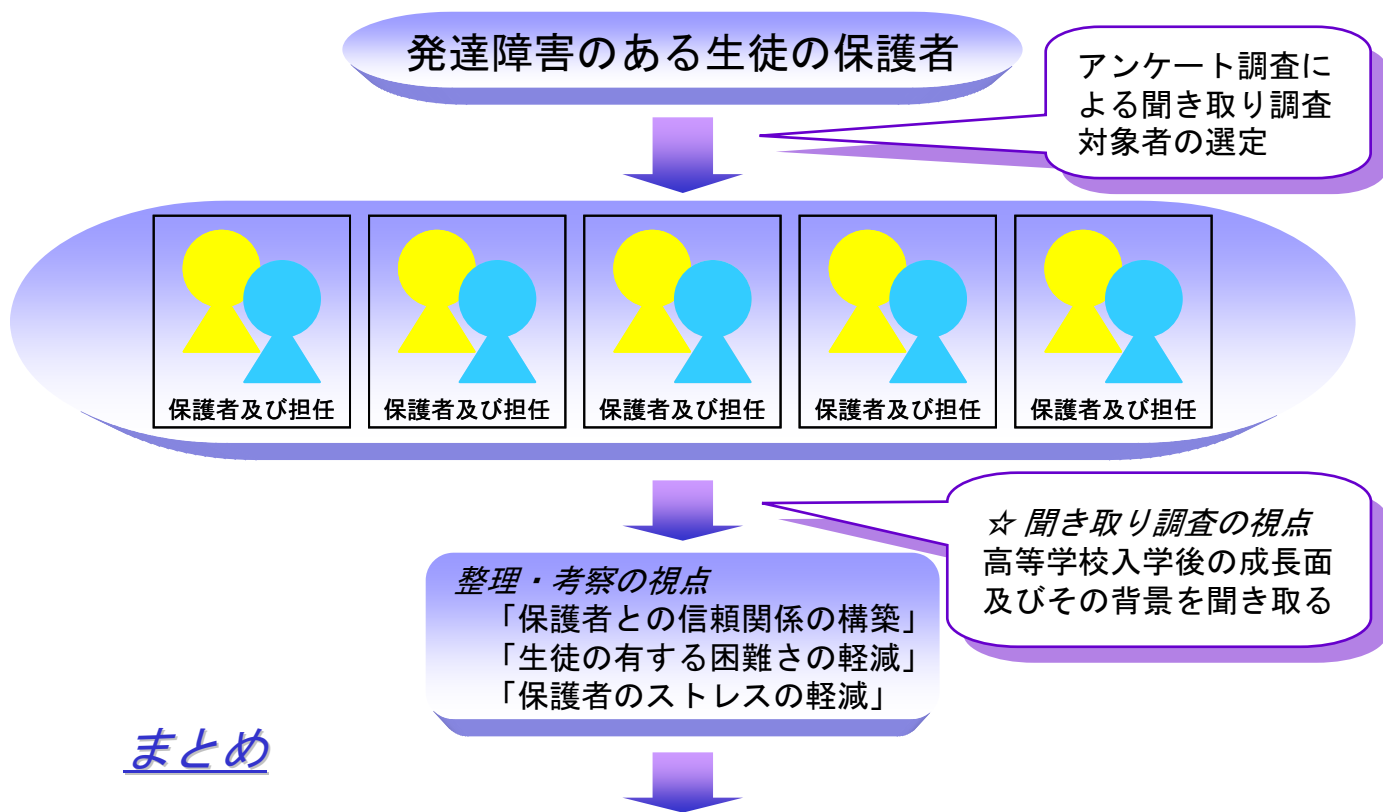 発達障害のある生徒の保護者
アンケート調査に
よる聞き取り調査
対象者の選定
保護者及び担任
保護者及び担任
保護者及び担任
保護者及び担任
保護者及び担任
☆聞き取り調査の視点
高等学校入学後の成長面
及びその背景を聞き取る
整理・考察の視点
「保護者との信頼関係の構築」
「生徒の有する困難さの軽減」
「保護者のストレスの軽減」
まとめ